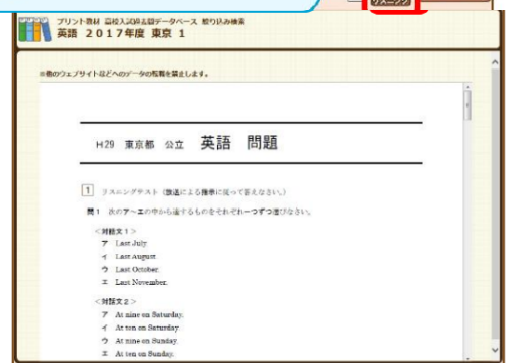 リスニング
プリント教材 高校入試過去問データベース 絞り込み検索
英語 2017年度 東京 1
※他のウェブサイトなどへのデータの転載を禁止します。
H29 東京都 公立 英語 問題
1 リスニングテスト(放送による指示に従って答えなさい。)
問1 次のア~エの中から適するものをそれぞれ一つずつ選びなさい。
<対話文1>
ア Last July.
イ Last August.
ウ Last October.
エ Last November.
<対話文2>
ア At nine on Saturday.
イ At ten on Saturday.
ウ At nine on Sunday.
エ At ten on Sunday.